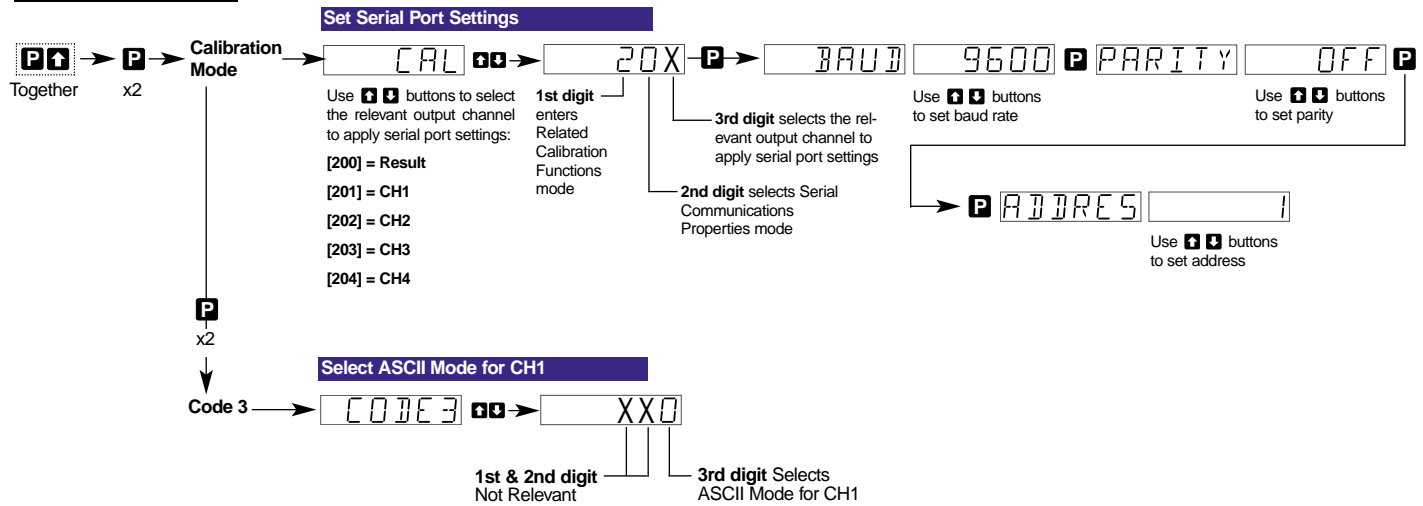 Set Serial Port Settings
P
Together
P
x2
Calibration
Mode
CAL
20X
P
BAUD
9600
P
PARITY
OFF
P
Use buttons to select
the relevant output channel
to apply serial port settings:
[200] = Result
[201] = CH1
[202] = CH2
[203] = CH3
[204] = CH4
1st digit
enters
Related
Calibration
Functions
mode
3rd digit selects the rel-
evant output channel to
apply serial port settings
2nd digit selects Serial
Communications
Properties mode
Use buttons
to set baud rate
Use buttons
to set parity
P
ADDRES
1
Use buttons
to set address
P
x2
Select ASCII Mode for CH1
Code 3
CODE3
XX0
1st & 2nd digit
Not Relevant
3rd digit Selects
ASCII Mode for CH1